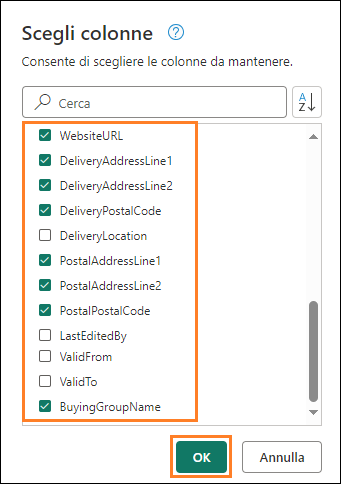 Scegli colonne
Consente di scegliere le colonne da mantenere.
Cerca
A
Z
WebsiteURL
DeliveryAddressLine1
DeliveryAddressLine2
DeliveryPostalCode
DeliveryLocation
PostalAddressLine1
PostalAddressLine2
PostalPostalCode
LastEditedBy
ValidFrom
ValidTo
BuyingGroupName
OK
Annulla